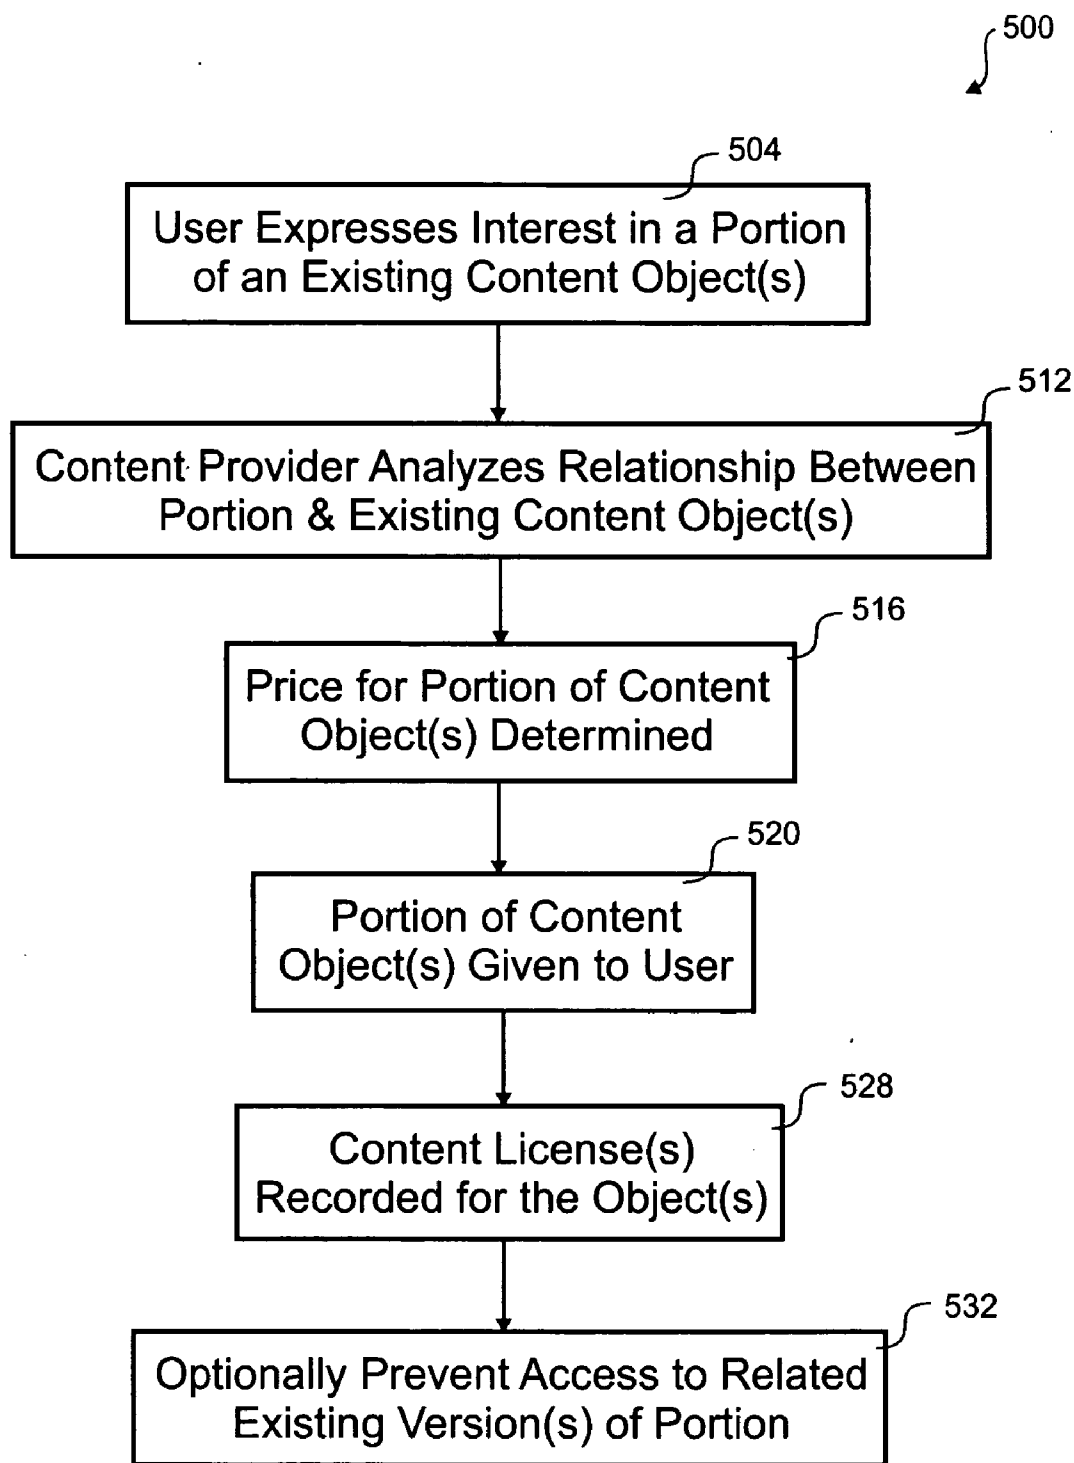 500
504
User Expresses Interest in a Portion
of an Existing Content Object(s)
512
Content Provider Analyzes Relationship Between
Portion & Existing Content Object(s)
516
Price for Portion of Content
Object(s) Determined
520
Portion of Content
Object(s) Given to User
528
Content License(s)
Recorded for the Object(s)
532
Optionally Prevent Access to Related
Existing Version(s) of Portion